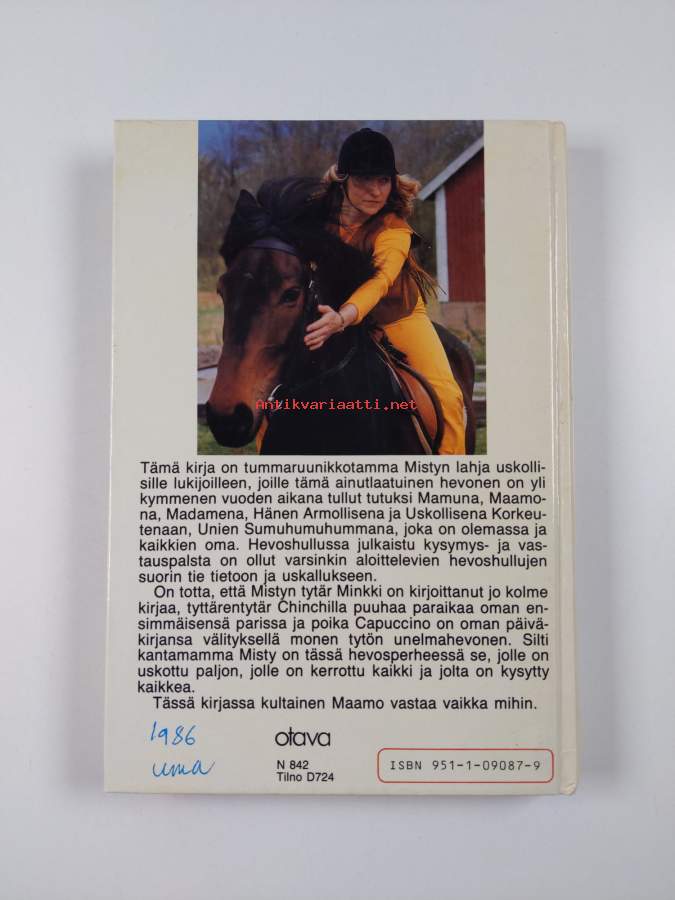 Antikvariaatti.net
Tämä kirja on tummaruunikkotamma Mistyn lahja uskolli-
sille lukijoilleen, joille tämä ainutlaatuinen hevonen on yli
kymmenen vuoden aikana tullut tutuksi Mamuna, Maamo-
na, Madamena, Hänen Armollisena ja Uskollisena Korkeu-
tenaan, Unien Sumuhumuhummana, joka on olemassa ja
kaikkien oma. Hevoshullussa julkaistu kysymys- ja vas-
tauspalsta on ollut varsinkin aloittelevien hevoshullujen
suorin tie tietoon ja uskallukseen.
On totta, että Mistyn tytär Minkki on kirjoittanut jo kolme
kirjaa, tyttärentytär Chinchilla puuhaa paraikaa oman en-
simmäisensä parissa ja poika Capuccino on oman päivä-
kirjansa välityksellä monen tytön unelmahevonen. Silti
kantamamma Misty on tässä hevosperheessä se, jolle on
uskottu paljon, jolle on kerrottu kaikki ja jolta on kysytty
kaikkea.
Tässä kirjassa kultainen Maamo vastaa vaikka mihin.
1986
uma
otava
N 842
Tilno D724
ISBN 951-1-09087-9